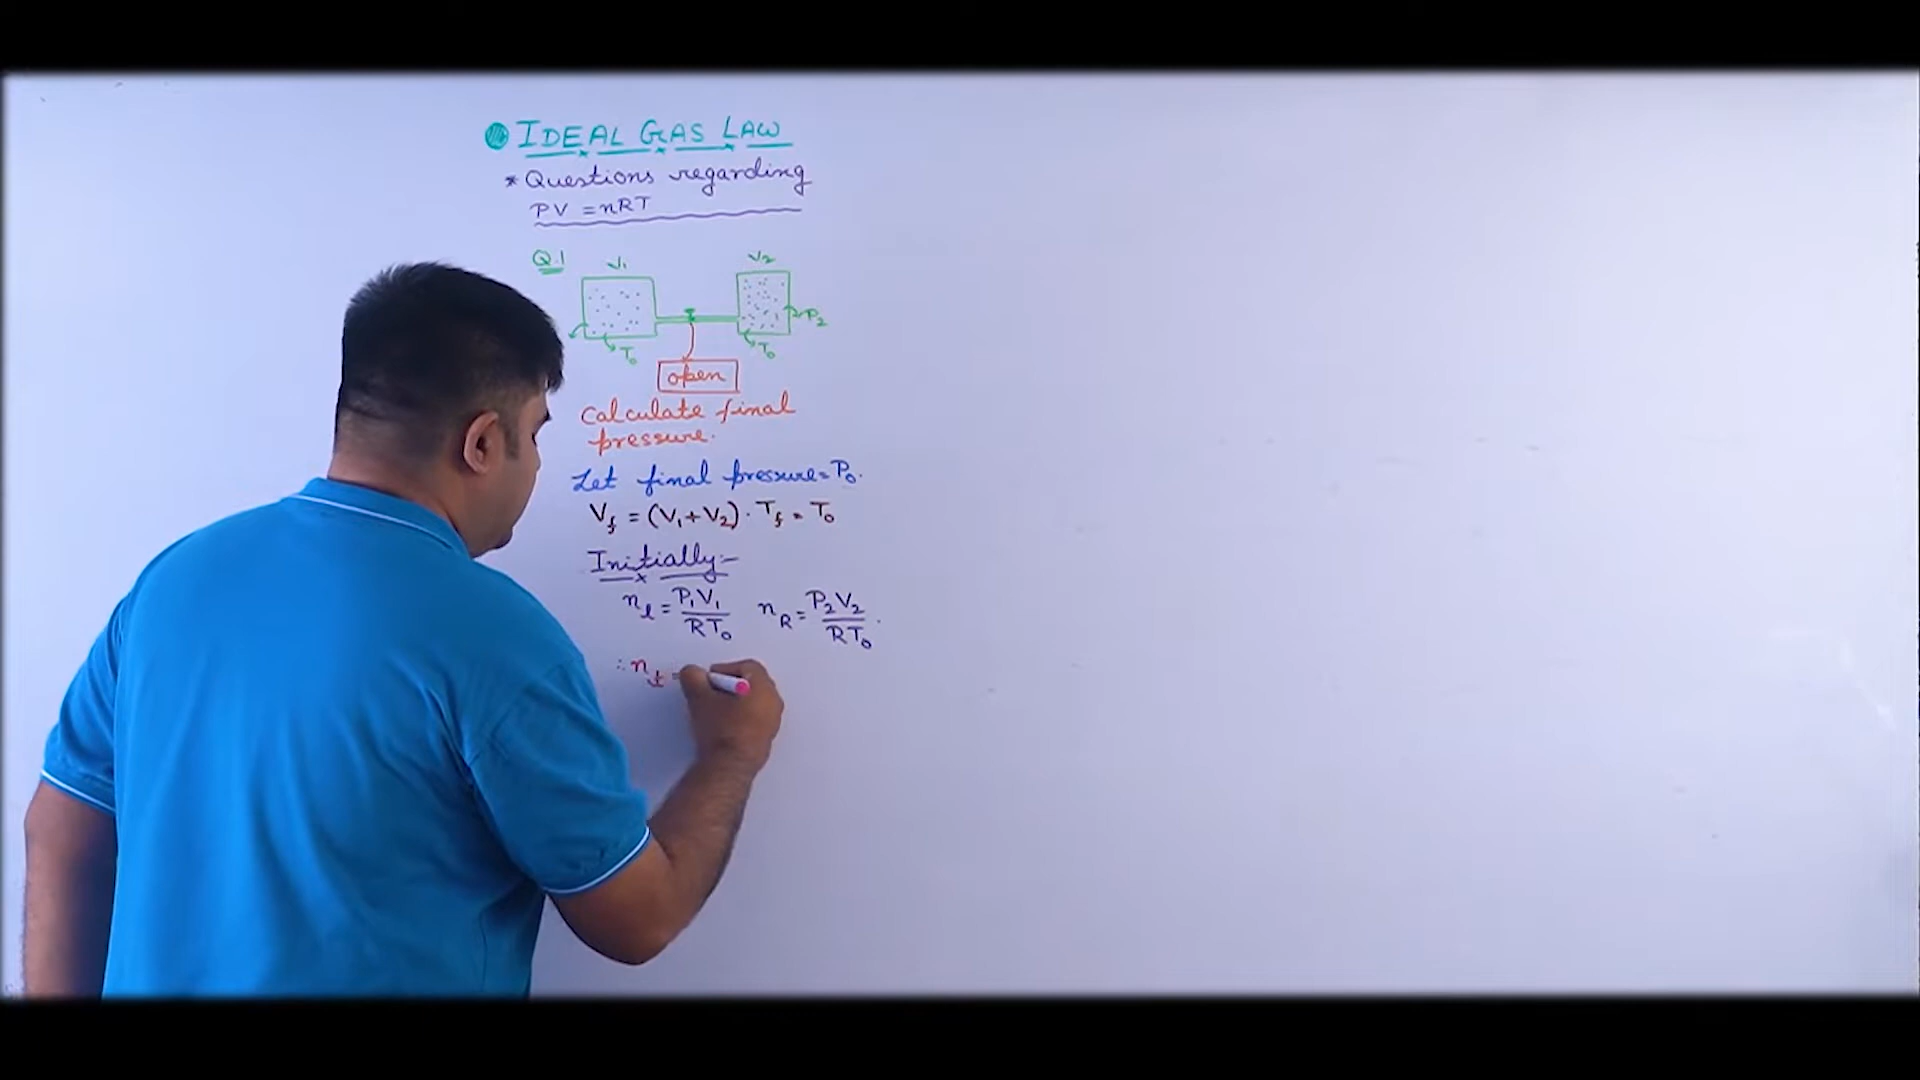 IDEAL GAS LAW
* Questions regarding
PV = nRT
Q.1 V₁ V₂
P₂
T₀ T₀
open
Calculate final
pressure.
Let final pressure = P₀.
V_f = (V₁+V₂). T_f = T₀
Initially:-
n_l = P₁V₁/RT₀ n_R = P₂V₂/RT₀.
∴ n_t =